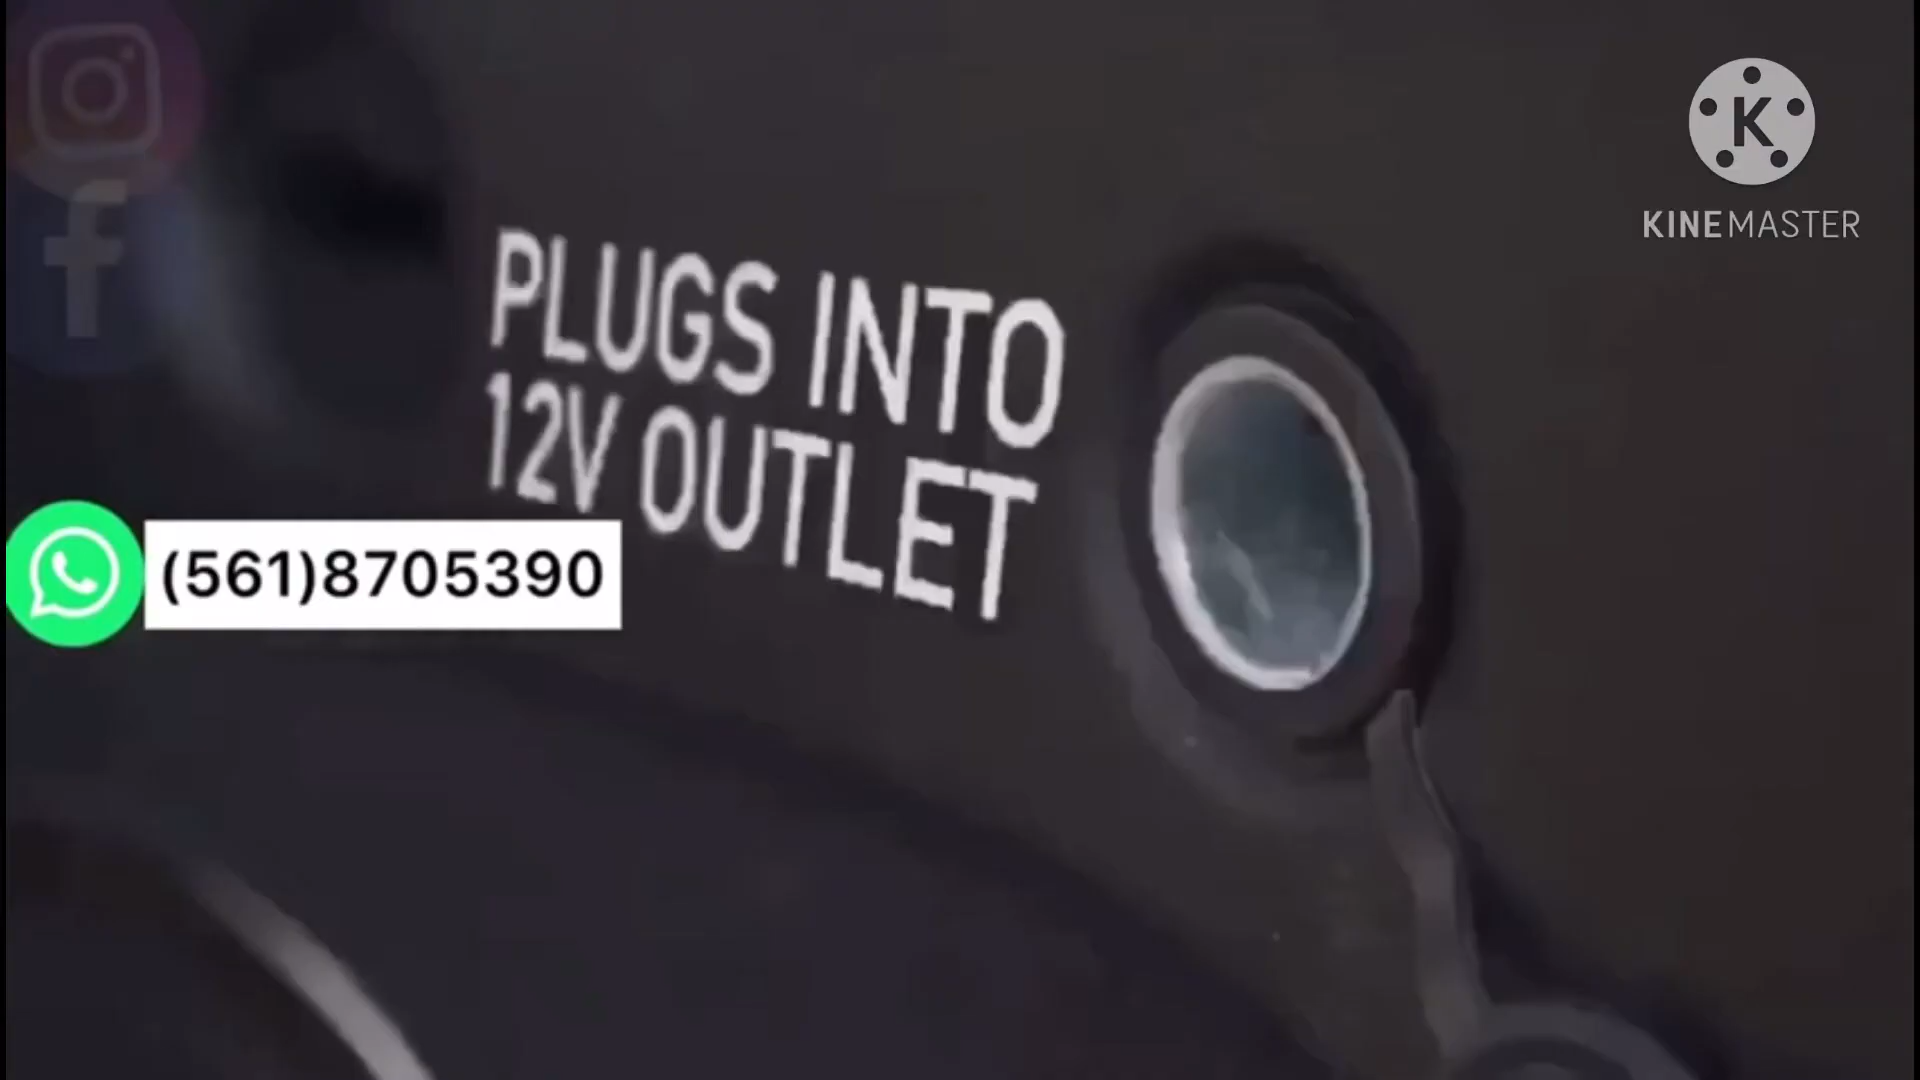 PLUGS INTO
12V OUTLET
(561)8705390
K
KINEMASTER